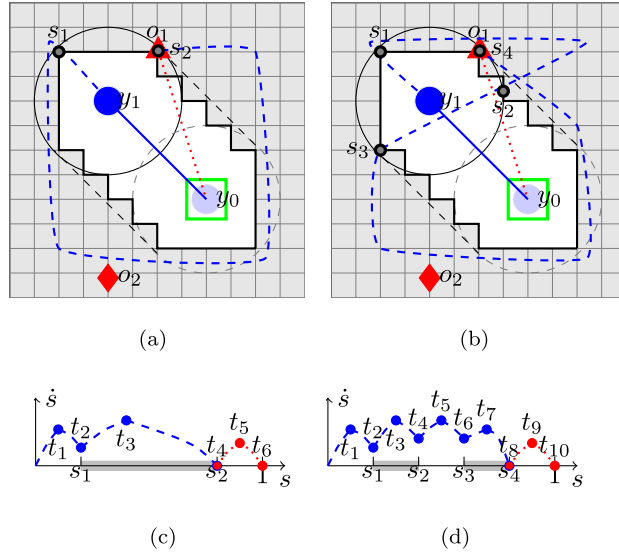 s₁ o₁ s₂
y₁
y₀
o₂
(a)
s₁ o₁ s₄
y₁ s₂
s₃
y₀
o₂
(b)
ṡ
t₁ t₂ t₃ t₄ t₅ t₆
s₁ s₂ 1 s
(c)
ṡ
t₁ t₂ t₃ t₄ t₅ t₆ t₇ t₈ t₉ t₁₀
s₁ s₂ s₃ s₄ 1 s
(d)